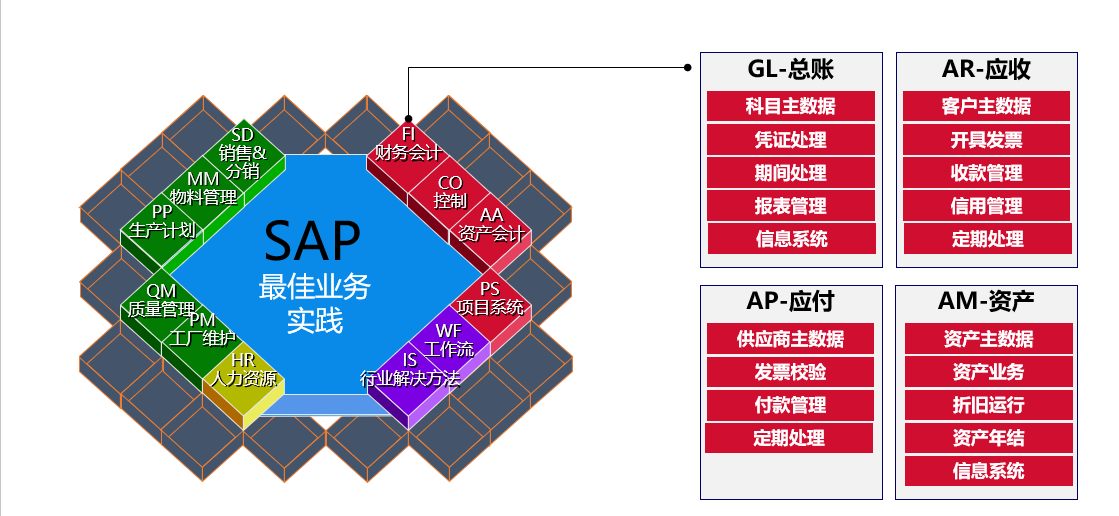 SD
销售&
分销
MM
物料管理
PP
生产计划
QM
质量管理
PM
工厂维护
HR
人力资源
SAP
最佳业务
实践
FI
财务会计
CO
控制
AA
资产会计
PS
项目系统
WF
工作流
IS
行业解决方法
GL-总账
科目主数据
凭证处理
期间处理
报表管理
信息系统
AR-应收
客户主数据
开具发票
收款管理
信用管理
定期处理
AP-应付
供应商主数据
发票校验
付款管理
定期处理
AM-资产
资产主数据
资产业务
折旧运行
资产年结
信息系统